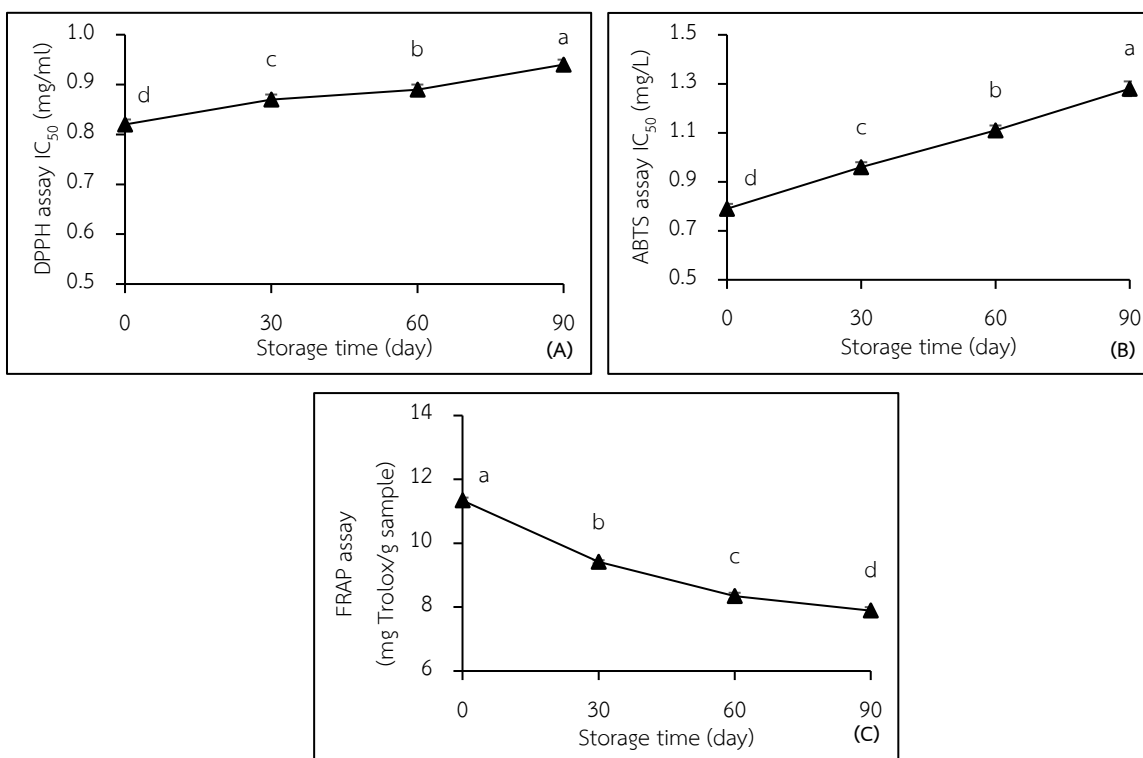 DPPH assay IC50 (mg/ml)
1.0
0.9
0.8
0.7
0.6
0.5
d
c
b
a
0
30
60
90
Storage time (day)
(A)
ABTS assay IC50 (mg/L)
1.5
1.3
1.1
0.9
0.7
0.5
d
c
b
a
0
30
60
90
Storage time (day)
(B)
FRAP assay
(mg Trolox/g sample)
14
12
10
8
6
a
b
c
d
0
30
60
90
Storage time (day)
(C)